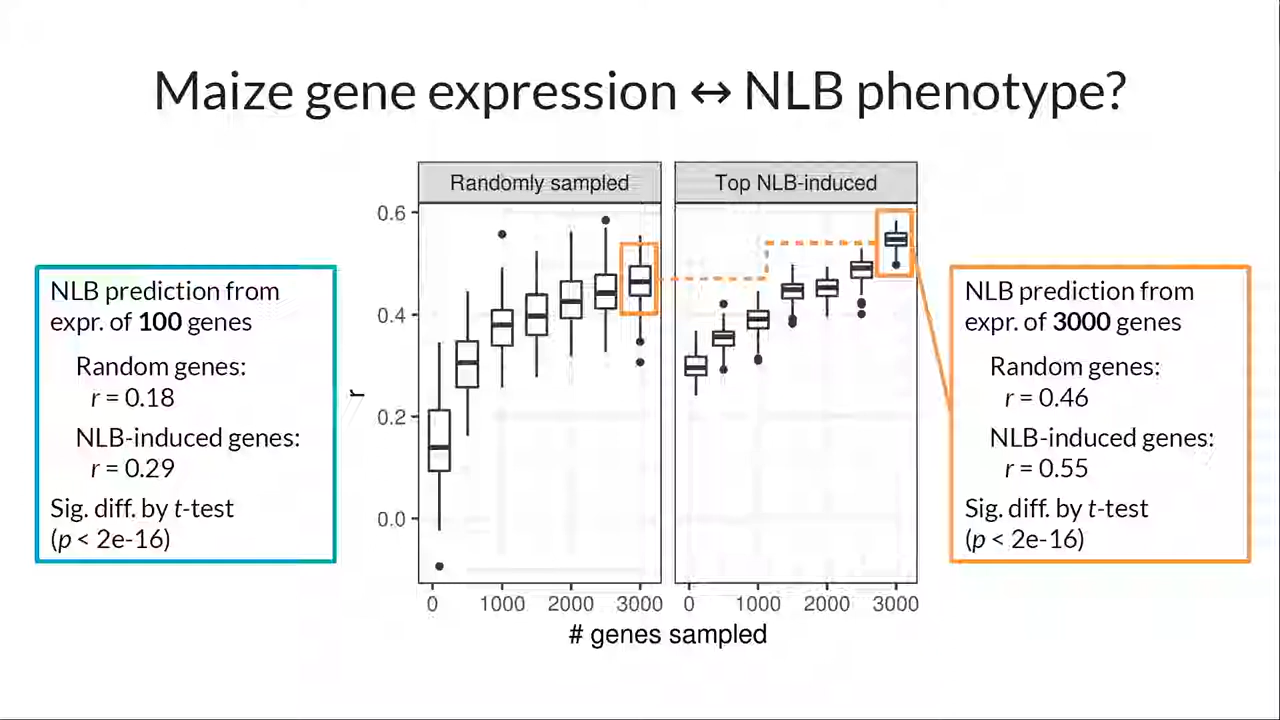 Maize gene expression ↔ NLB phenotype?
NLB prediction from
expr. of 100 genes
Random genes:
r = 0.18
NLB-induced genes:
r = 0.29
Sig. diff. by t-test
(p < 2e-16)
Randomly sampled
Top NLB-induced
r
0.6
0.4
0.2
0.0
0 1000 2000 3000
0 1000 2000 3000
# genes sampled
NLB prediction from
expr. of 3000 genes
Random genes:
r = 0.46
NLB-induced genes:
r = 0.55
Sig. diff. by t-test
(p < 2e-16)